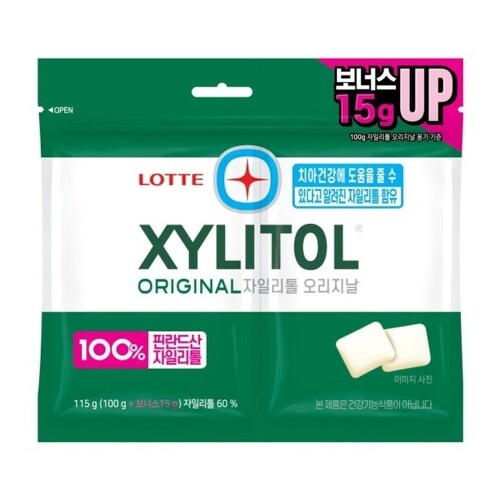 보너스
15g UP
100g 자일리톨 오리지날 용기 기준
◀OPEN
LOTTE
치아건강에 도움을 줄 수
있다고 알려진 자일리톨 함유
XYLITOL®
ORIGINAL 자일리톨 오리지날
100% 핀란드산
자일리톨
이미지 사진
115 g (100 g + 보너스 15 g) 자일리톨 60 %
본 제품은 건강기능식품이 아닙니다